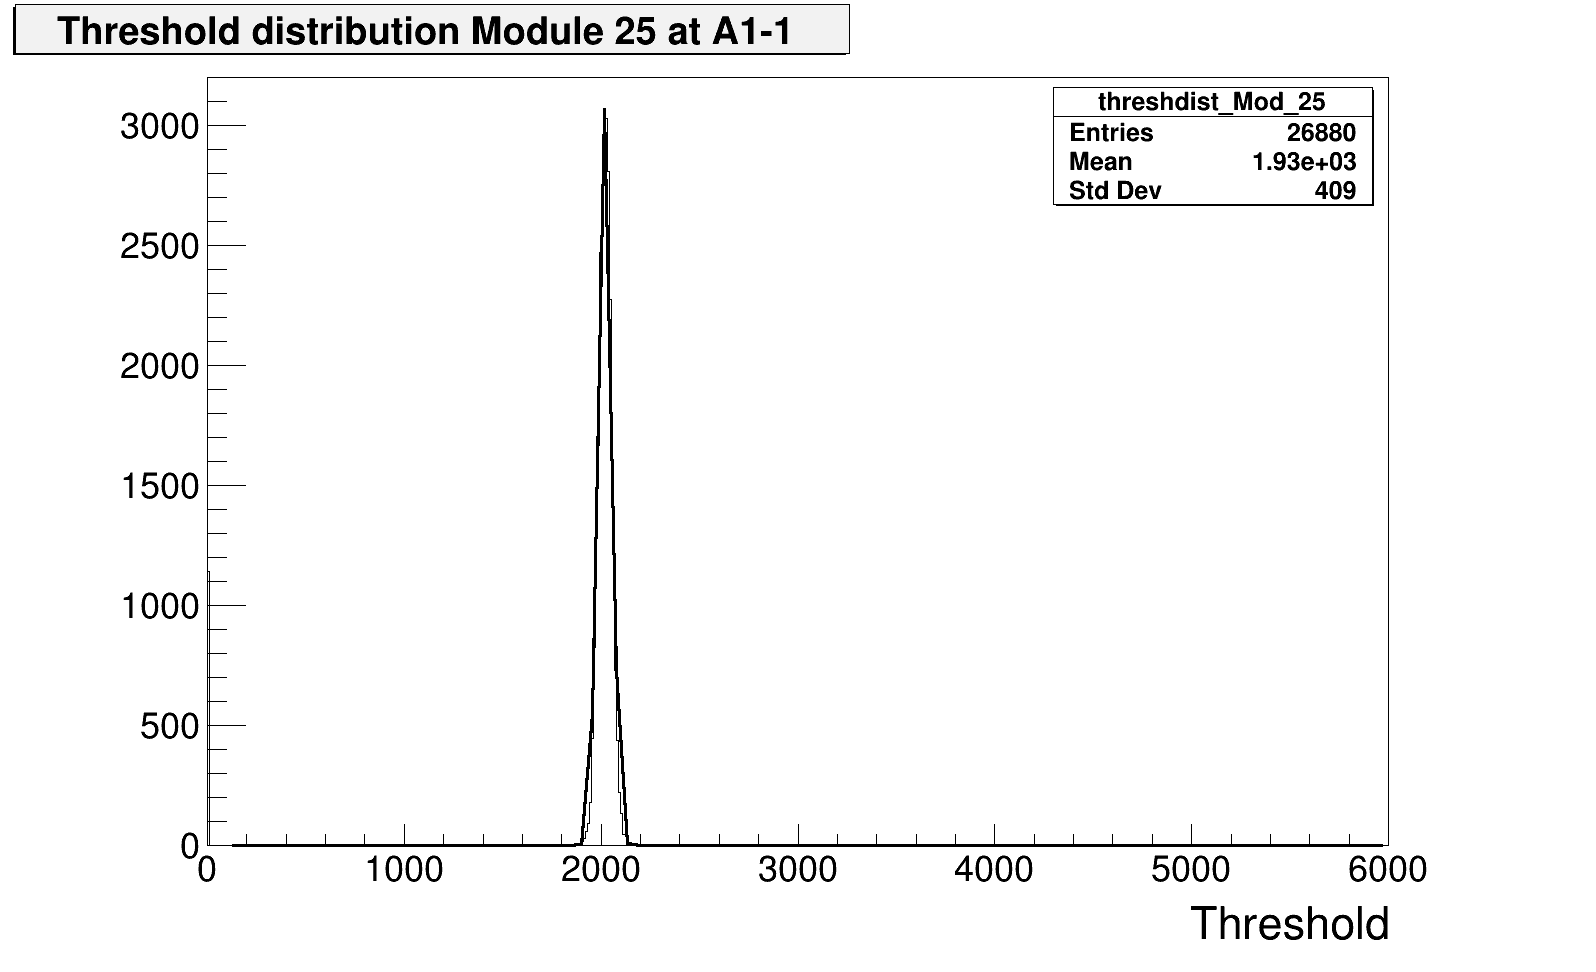 Threshold distribution Module 25 at A1-1
threshdist_Mod_25
Entries 26880
Mean 1.93e+03
Std Dev 409
3000
2500
2000
1500
1000
500
0
0 1000 2000 3000 4000 5000 6000
Threshold